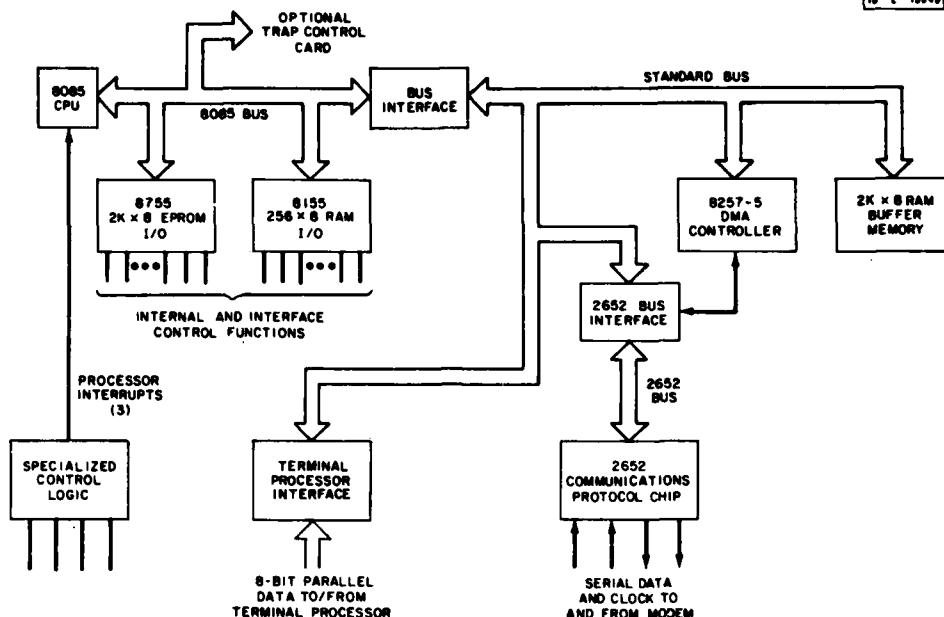 OPTIONAL
TRAP CONTROL
CARD
8085
CPU
8085 BUS
BUS
INTERFACE
STANDARD BUS
8755
2K × 8 EPROM
I/O
8155
256 × 8 RAM
I/O
8257-5
DMA
CONTROLLER
2K × 8 RAM
BUFFER
MEMORY
INTERNAL AND INTERFACE
CONTROL FUNCTIONS
2652 BUS
INTERFACE
PROCESSOR
INTERRUPTS
(3)
2652
BUS
SPECIALIZED
CONTROL
LOGIC
TERMINAL
PROCESSOR
INTERFACE
2652
COMMUNICATIONS
PROTOCOL CHIP
8-BIT PARALLEL
DATA TO/FROM
TERMINAL PROCESSOR
SERIAL DATA
AND CLOCK TO
AND FROM MODEM